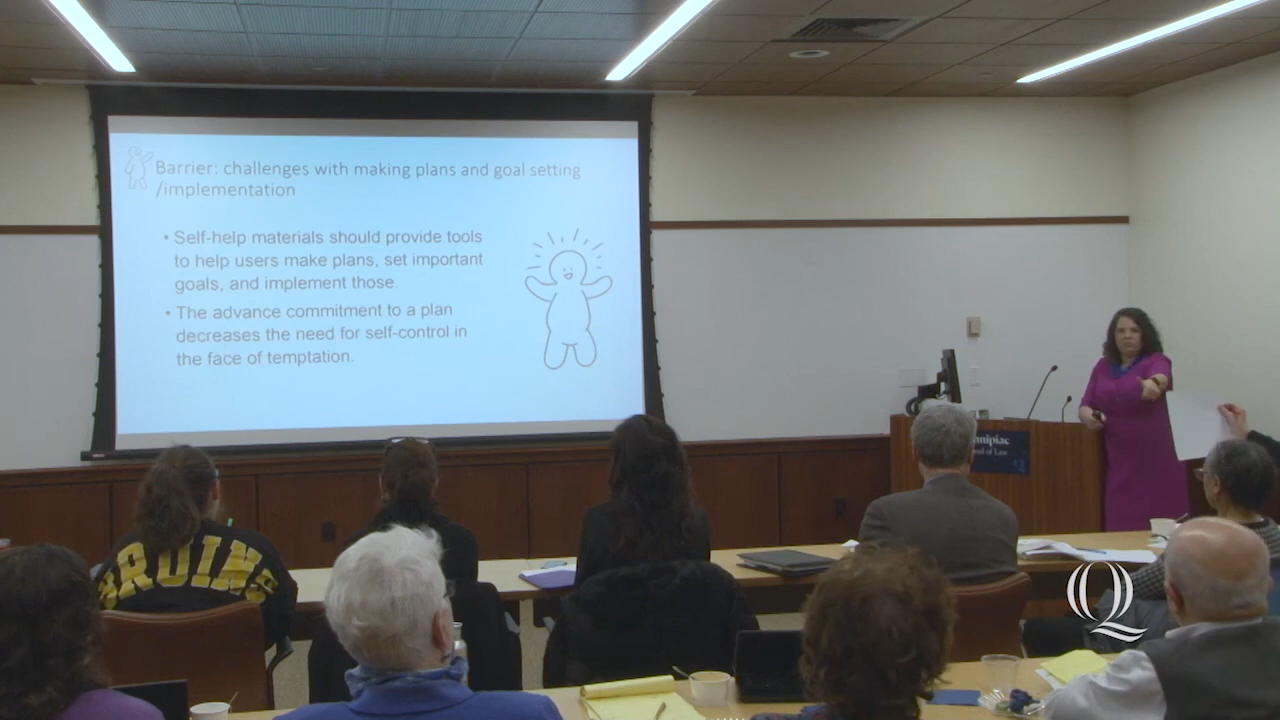 Barrier: challenges with making plans and goal setting
/implementation
• Self-help materials should provide tools
to help users make plans, set important
goals, and implement those.
• The advance commitment to a plan
decreases the need for self-control in
the face of temptation.
BRUINS
of Law
Q